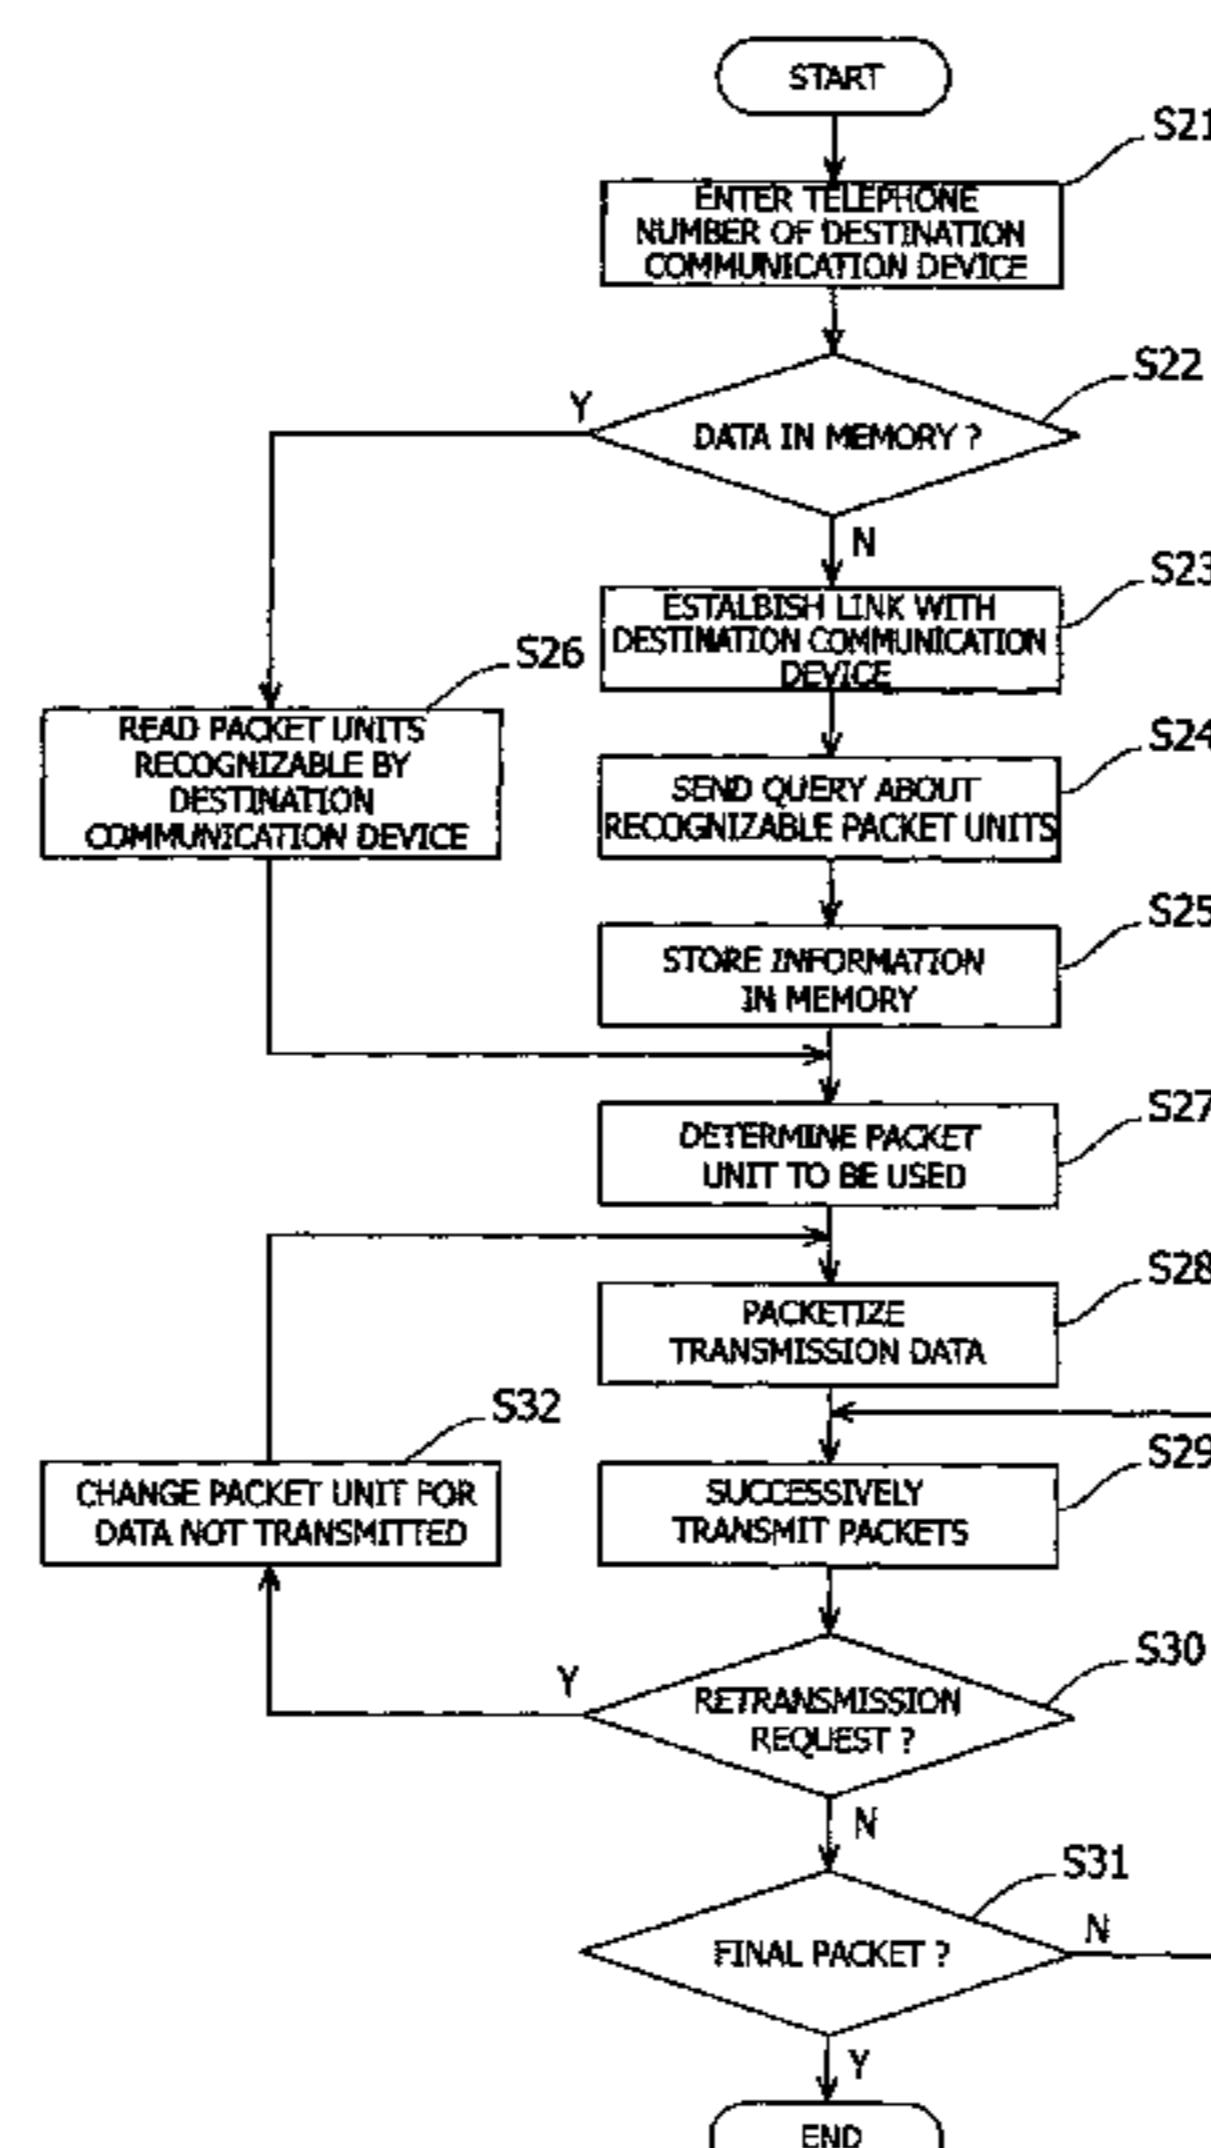 START
S21
ENTER TELEPHONE
NUMBER OF DESTINATION
COMMUNICATION DEVICE
S22
Y
DATA IN MEMORY ?
N
S23
ESTALBISH LINK WITH
DESTINATION COMMUNICATION
DEVICE
S26
READ PACKET UNITS
RECOGNIZABLE BY
DESTINATION
COMMUNICATION DEVICE
S24
SEND QUERY ABOUT
RECOGNIZABLE PACKET UNITS
S25
STORE INFORMATION
IN MEMORY
S27
DETERMINE PACKET
UNIT TO BE USED
S28
PACKETIZE
TRANSMISSION DATA
S32
CHANGE PACKET UNIT FOR
DATA NOT TRANSMITTED
S29
SUCCESSIVELY
TRANSMIT PACKETS
S30
Y
RETRANSMISSION
REQUEST ?
N
S31
FINAL PACKET ?
N
Y
END